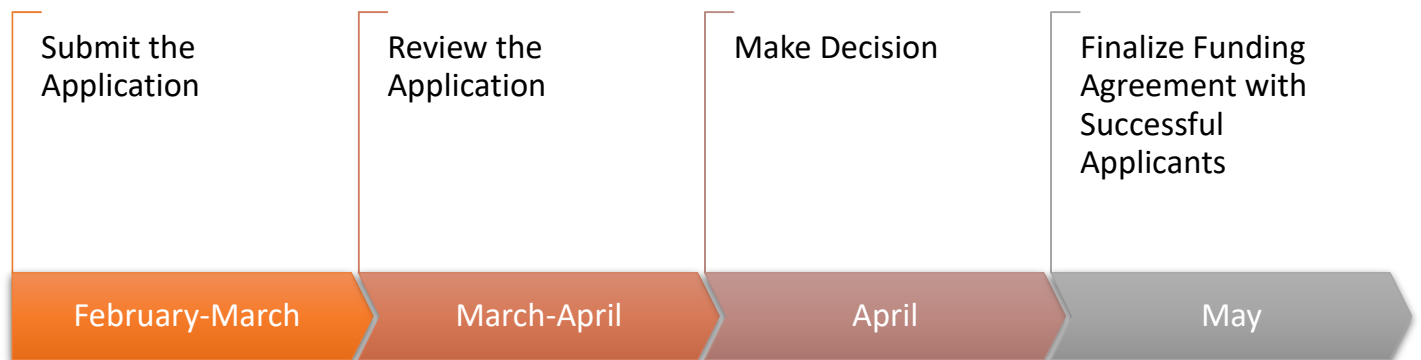 Submit the
Application
Review the
Application
Make Decision
Finalize Funding
Agreement with
Successful
Applicants
February-March
March-April
April
May